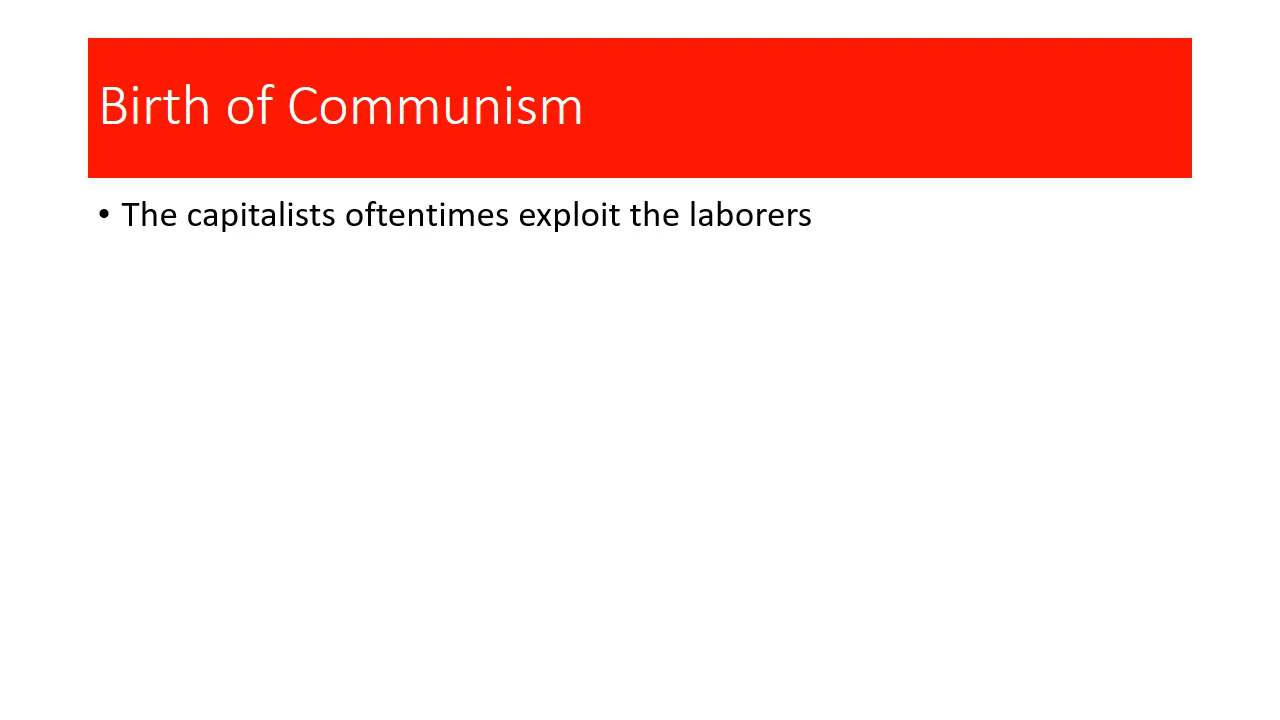 Birth of Communism
• The capitalists oftentimes exploit the laborers